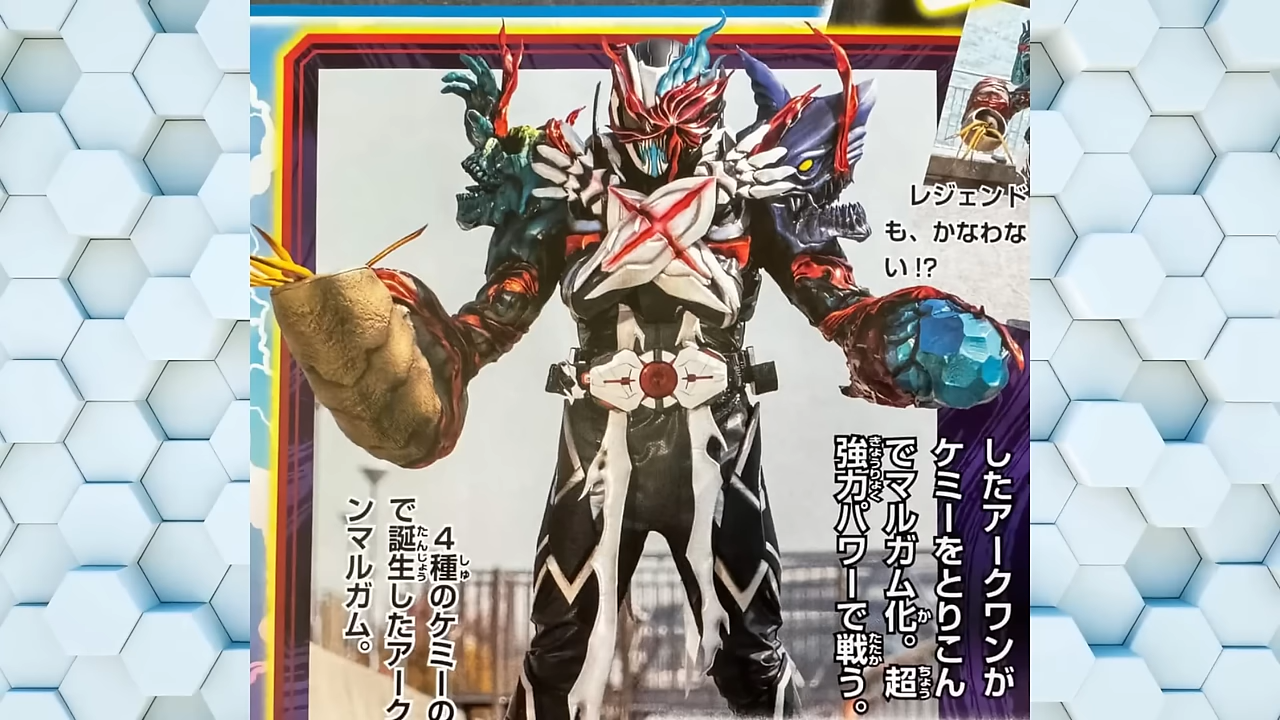 レジェンド
も、かなわな
い!?
したアークワンが
ケミーをとりこん
でマルガム化。超
強力パワーで戦う。
4種のケミーの
で誕生したアーク
ンマルガム。